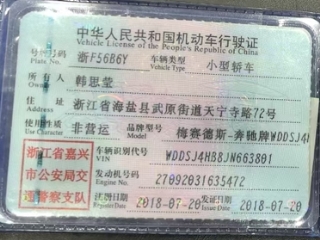 中华人民共和国机动车行驶证
Vehicle License of the People's Republic of China
号牌号码 浙F56B6Y 车辆类型 小型轿车
Plate No. Vehicle Type
所有人 韩思莹
Owner
住址 浙江省海盐县武原街道天宁寺路72号
Address
使用性质 非营运 品牌型号 梅赛德斯-奔驰牌WDDSJ4
Use Character Model
浙江省嘉兴
市公安局交
通警察支队
车辆识别代号 WDDSJ4HB8JN663801
VIN
发动机号码 27092031635472
Engine No.
注册日期 2018-07-20 发证日期 2018-07-20
Register Date Issue Date